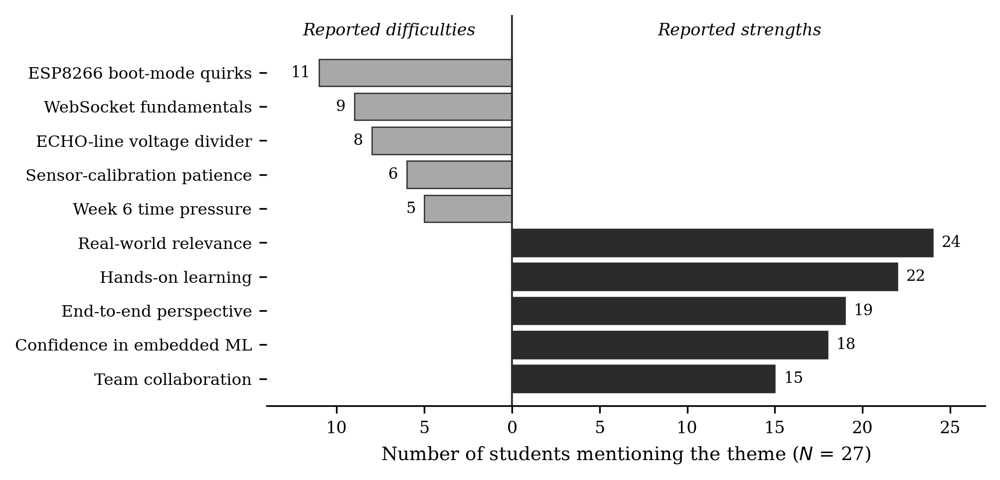 Reported difficulties Reported strengths
ESP8266 boot-mode quirks 11
WebSocket fundamentals 9
ECHO-line voltage divider 8
Sensor-calibration patience 6
Week 6 time pressure 5
Real-world relevance 24
Hands-on learning 22
End-to-end perspective 19
Confidence in embedded ML 18
Team collaboration 15
10 5 0 5 10 15 20 25
Number of students mentioning the theme (N = 27)